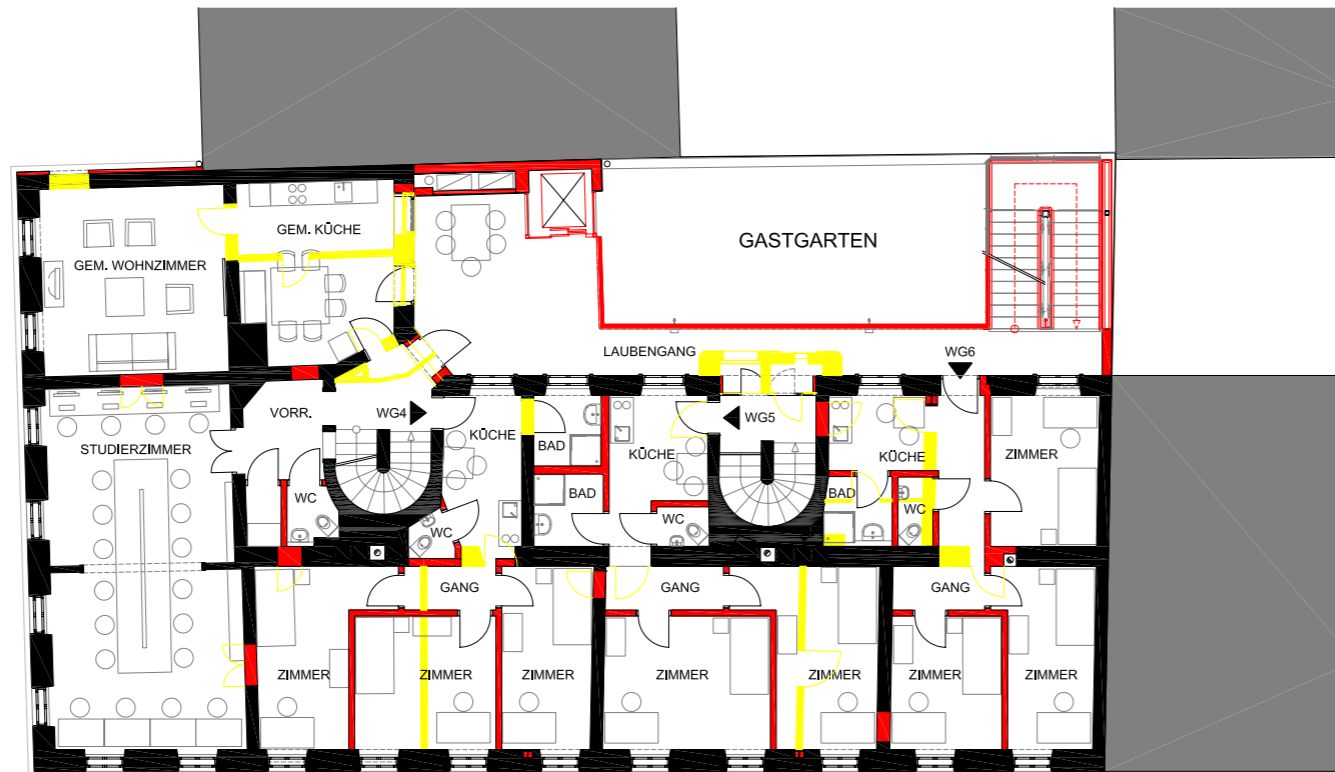 GEM. KÜCHE
GASTGARTEN
GEM. WOHNZIMMER
LAUBENGANG
WG6
VORR.
WG4
WG5
KÜCHE
BAD
STUDIERZIMMER
KÜCHE
KÜCHE
ZIMMER
WC
BAD
BAD
WC
WC
WC
GANG
GANG
GANG
ZIMMER
ZIMMER
ZIMMER
ZIMMER
ZIMMER
ZIMMER
ZIMMER